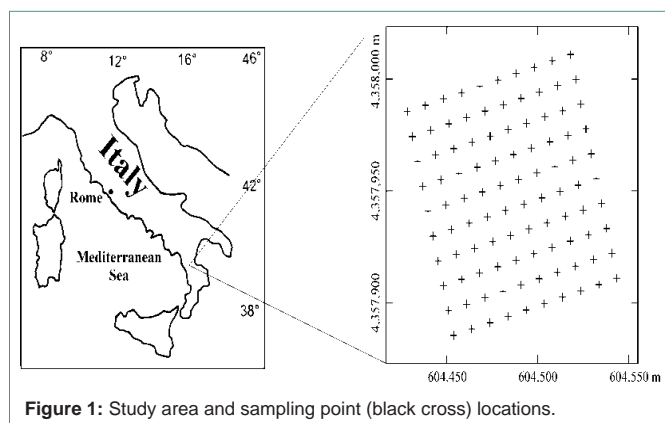 8°
12°
16°
46°
42°
38°
Italy
Rome
Mediterranean
Sea
4,358,000 m
4,357,950
4,357,900
604,450
604,500
604,550 m
Figure 1: Study area and sampling point (black cross) locations.